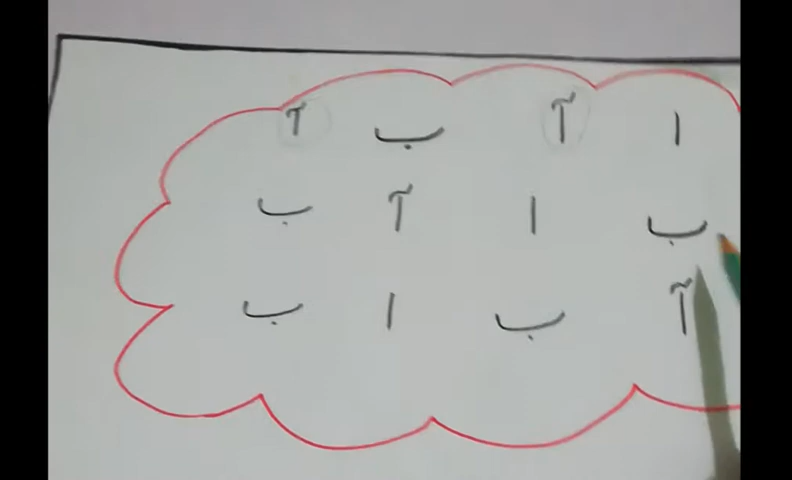 ا آ ب آ
ب ا آ ب
آ ب ا ب